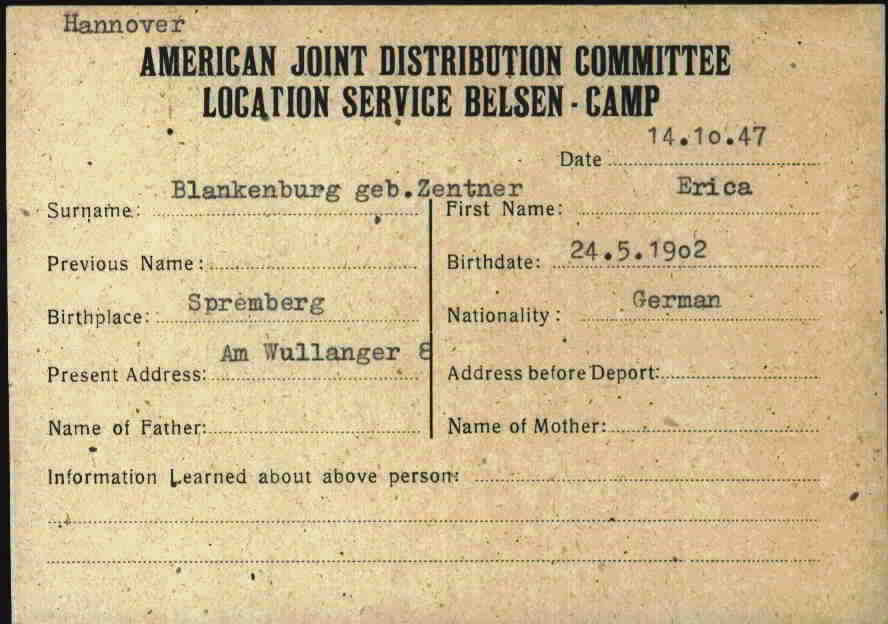 Hannover
AMERICAN JOINT DISTRIBUTION COMMITTEE
LOCATION SERVICE BELSEN - CAMP
Date 14.1o.47
Surname: Blankenburg geb.Zentner First Name: Erica
Previous Name: Birthdate: 24.5.19o2
Birthplace: Spremberg Nationality: German
Present Address: Am Wullanger 8 Address before Deport:
Name of Father: Name of Mother:
Information Learned about above person: